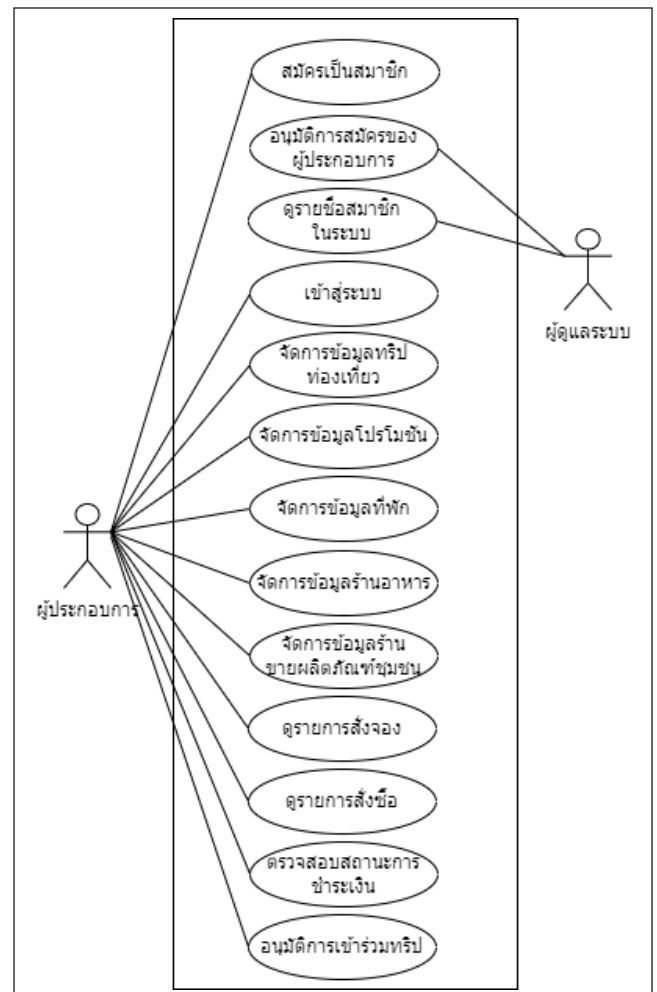 สมัครเป็นสมาชิก
อนุมัติการสมัครของ
ผู้ประกอบการ
ดูรายชื่อสมาชิก
ในระบบ
ผู้ดูแลระบบ
เข้าสู่ระบบ
จัดการข้อมูลทริป
ท่องเที่ยว
จัดการข้อมูลโปรโมชัน
จัดการข้อมูลที่พัก
ผู้ประกอบการ
จัดการข้อมูลร้านอาหาร
จัดการข้อมูลร้าน
ขายผลิตภัณฑ์ชุมชน
ดูรายการสั่งจอง
ดูรายการสั่งซื้อ
ตรวจสอบสถานะการ
ชำระเงิน
อนุมัติการเข้าร่วมทริป